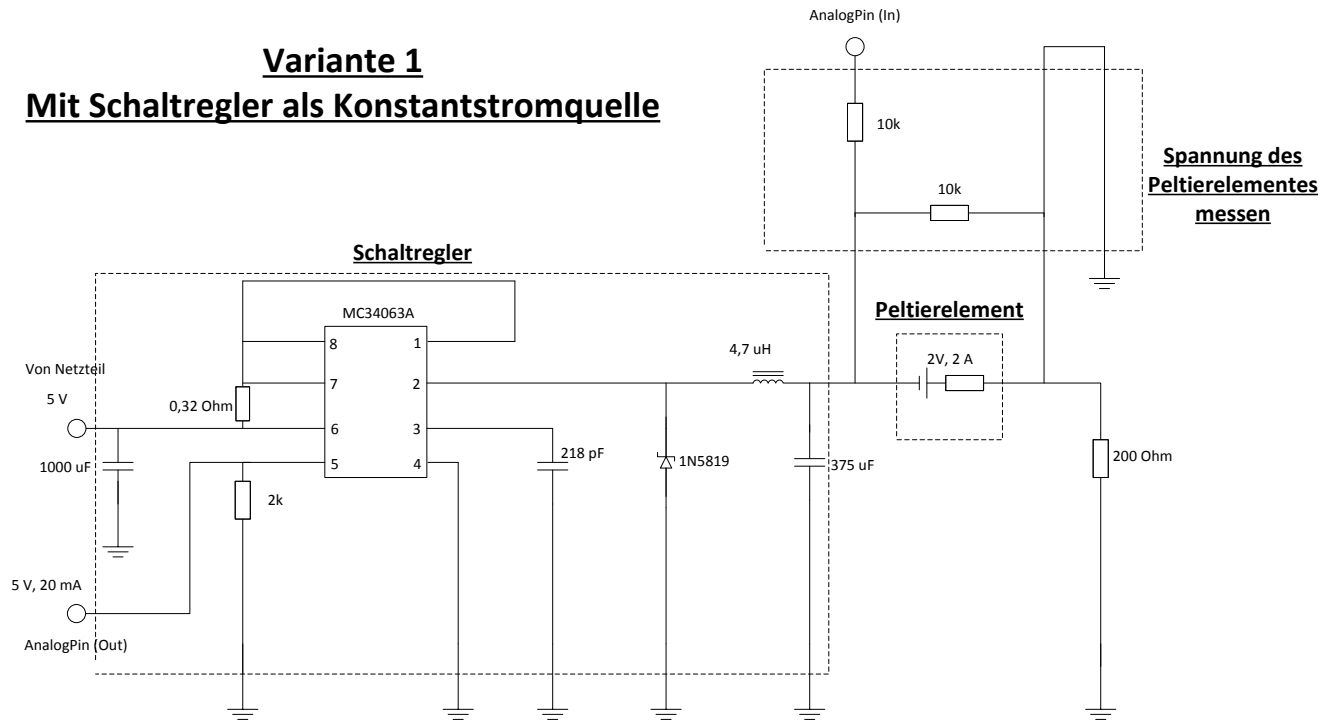 AnalogPin (In)
Variante 1
Mit Schaltregler als Konstantstromquelle
10k
10k
Spannung des
Peltierelementes
messen
Schaltregler
MC34063A
Peltierelement
8 1
7 2
6 3
5 4
Von Netzteil
5 V
0,32 Ohm
4,7 uH
2V, 2 A
1000 uF
218 pF
1N5819
375 uF
200 Ohm
2k
5 V, 20 mA
AnalogPin (Out)